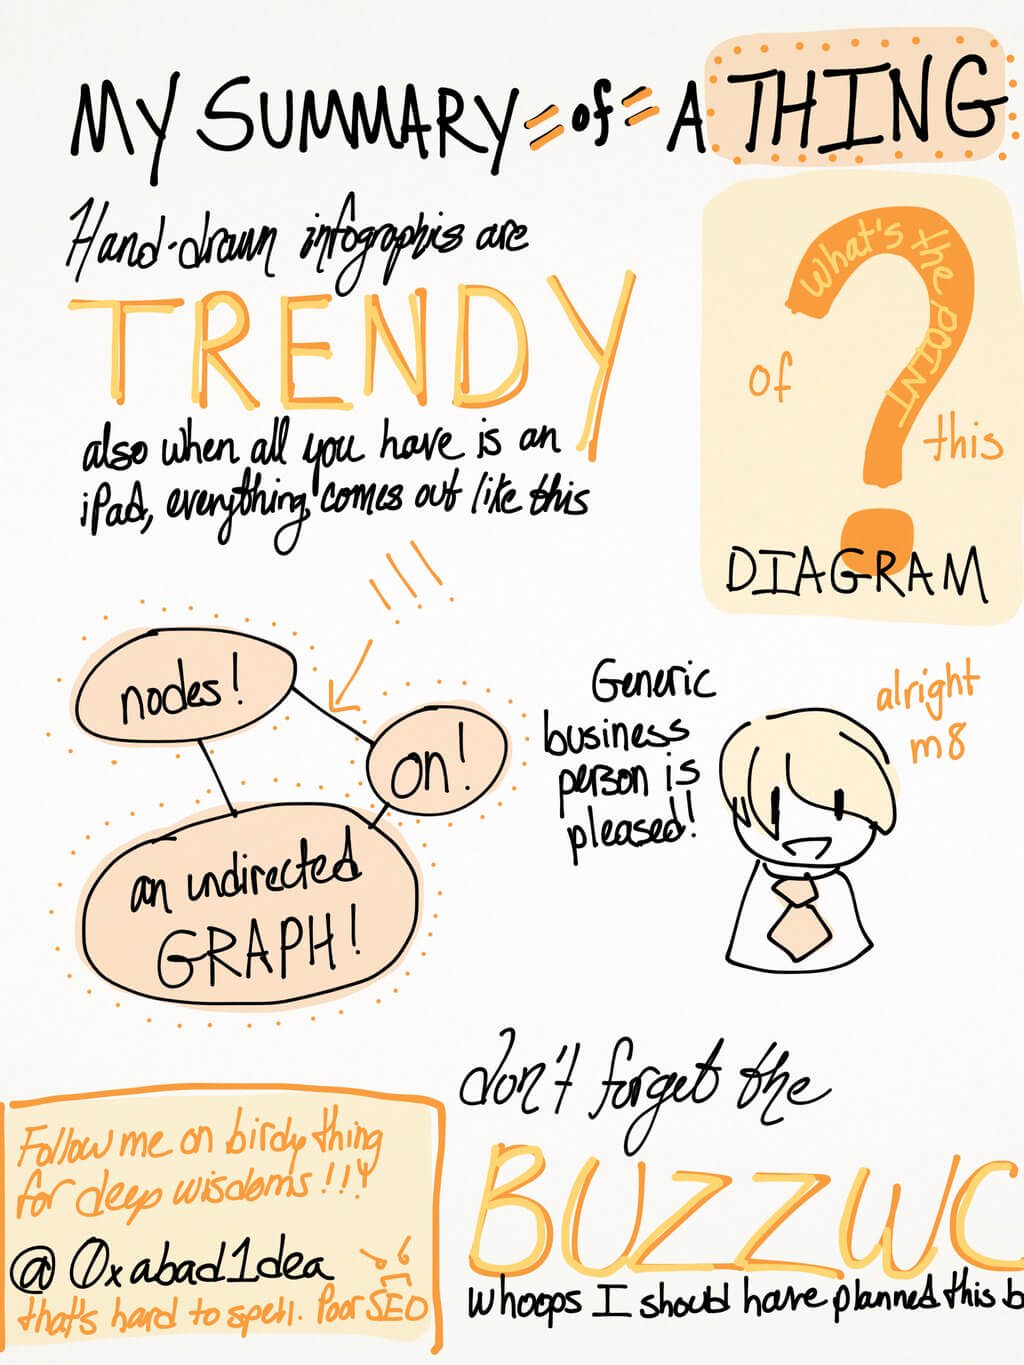 MY SUMMARY of A THING
Hand-drawn infographis are
TRENDY
also when all you have is an
iPad, everything comes out like this
What's the POINT
of
this
DIAGRAM
nodes!
on!
an undirected
GRAPH!
Generic
business
person is
pleased!
alright
m8
don't forget the
BUZZWO
whoops I should have planned this b
Follow me on birdy thing
for deep wisdoms!!!
@0xabad1dea
that's hard to spell. Poor SEO